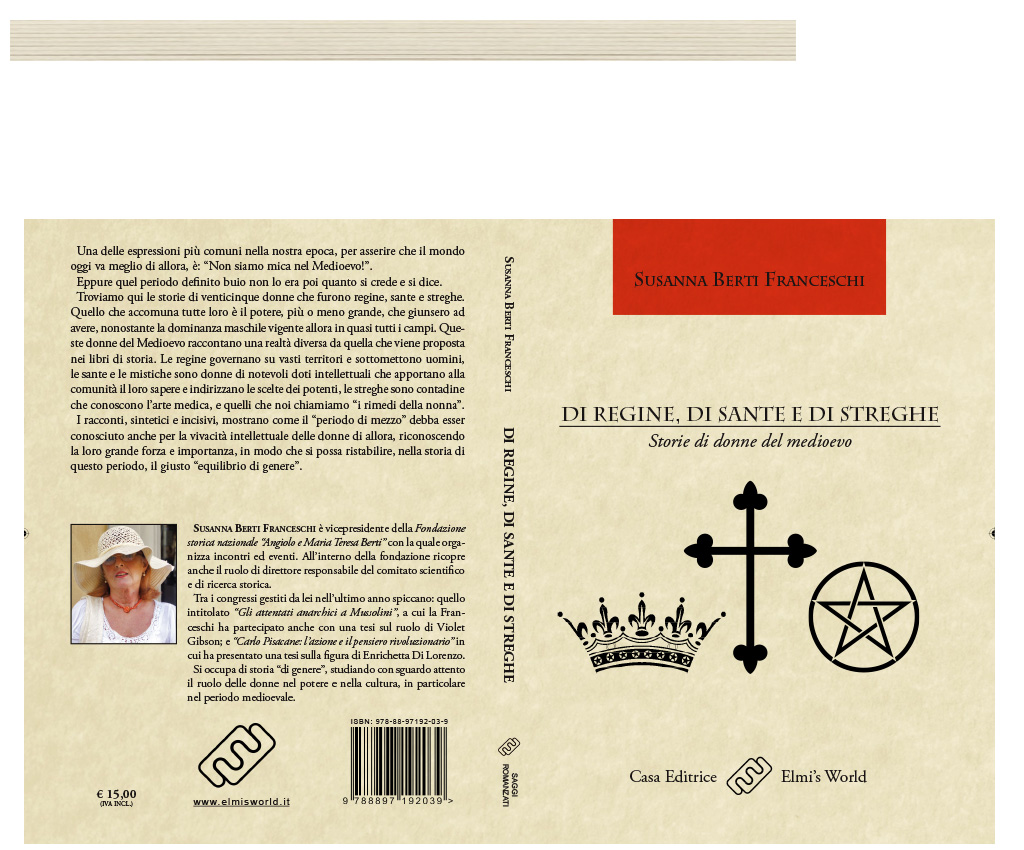 Una delle espressioni più comuni nella nostra epoca, per asserire che il mondo
oggi va meglio di allora, è: “Non siamo mica nel Medioevo!”.
Eppure quel periodo definito buio non lo era poi quanto si crede e si dice.
Troviamo qui le storie di venticinque donne che furono regine, sante e streghe.
Quello che accomuna tutte loro è il potere, più o meno grande, che giunsero ad
avere, nonostante la dominanza maschile vigente allora in quasi tutti i campi. Que-
ste donne del Medioevo raccontano una realtà diversa da quella che viene proposta
nei libri di storia. Le regine governano su vasti territori e sottomettono uomini,
le sante e le mistiche sono donne di notevoli doti intellettuali che apportano alla
comunità il loro sapere e indirizzano le scelte dei potenti, le streghe sono contadine
che conoscono l’arte medica, e quelli che noi chiamiamo “i rimedi della nonna”.
I racconti, sintetici e incisivi, mostrano come il “periodo di mezzo” debba esser
conosciuto anche per la vivacità intellettuale delle donne di allora, riconoscendo
la loro grande forza e importanza, in modo che si possa ristabilire, nella storia di
questo periodo, il giusto “equilibrio di genere”.
Susanna Berti Franceschi è vicepresidente della Fondazione
storica nazionale “Angiolo e Maria Teresa Berti” con la quale orga-
nizza incontri ed eventi. All’interno della fondazione ricopre
anche il ruolo di direttore responsabile del comitato scientifico
e di ricerca storica.
Tra i congressi gestiti da lei nell’ultimo anno spiccano: quello
intitolato “Gli attentati anarchici a Mussolini”, a cui la Fran-
ceschi ha partecipato anche con una tesi sul ruolo di Violet
Gibson; e “Carlo Pisacane: l’azione e il pensiero rivoluzionario” in
cui ha presentato una tesi sulla figura di Enrichetta Di Lorenzo.
Si occupa di storia “di genere”, studiando con sguardo attento
il ruolo delle donne nel potere e nella cultura, in particolare
nel periodo medioevale.
€ 15,00
(IVA INCL.)
www.elmisworld.it
ISBN: 978-88-97192-03-9
9 788897 192039 >
Susanna Berti Franceschi
DI REGINE, DI SANTE E DI STREGHE
SAGGI
ROMANZATI
Susanna Berti Franceschi
DI REGINE, DI SANTE E DI STREGHE
Storie di donne del medioevo
Casa Editrice Elmi’s World